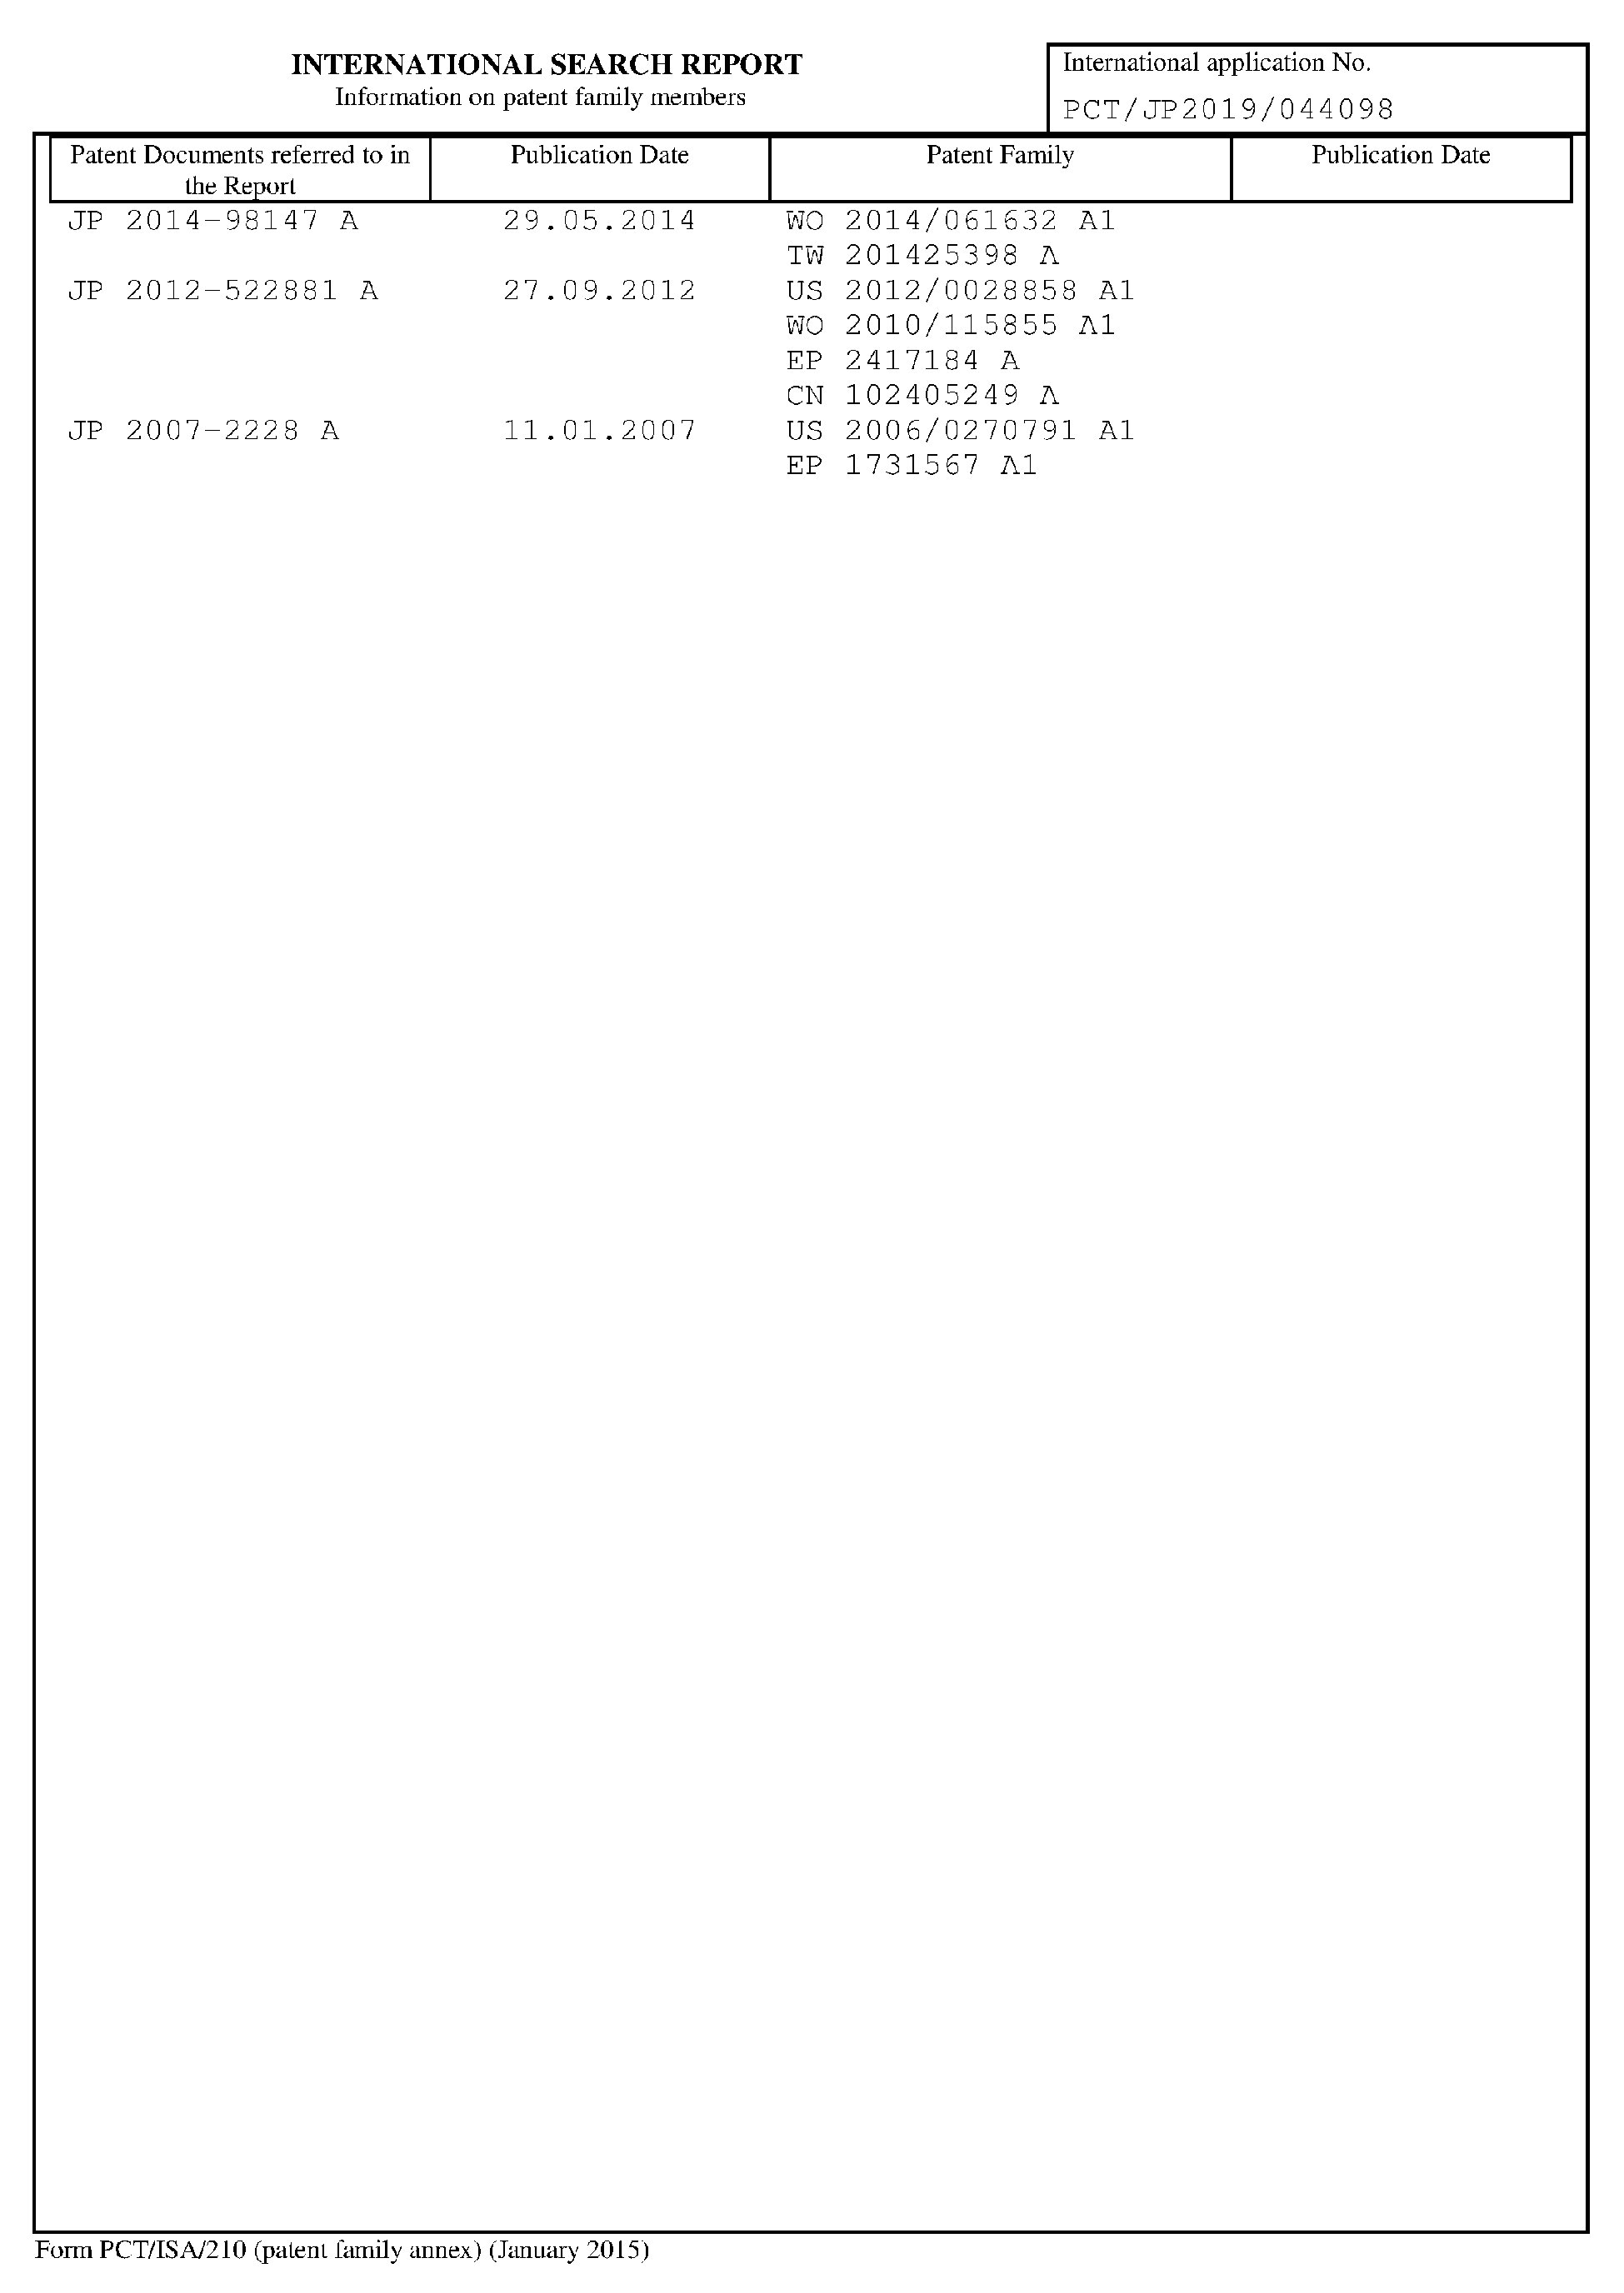 INTERNATIONAL SEARCH REPORT
Information on patent family members
International application No.
PCT/JP2019/044098
Patent Documents referred to in the Report Publication Date Patent Family Publication Date
JP 2014-98147 A 29.05.2014 WO 2014/061632 A1
TW 201425398 A
JP 2012-522881 A 27.09.2012 US 2012/0028858 A1
WO 2010/115855 A1
EP 2417184 A
CN 102405249 A
JP 2007-2228 A 11.01.2007 US 2006/0270791 A1
EP 1731567 A1
Form PCT/ISA/210 (patent family annex) (January 2015)